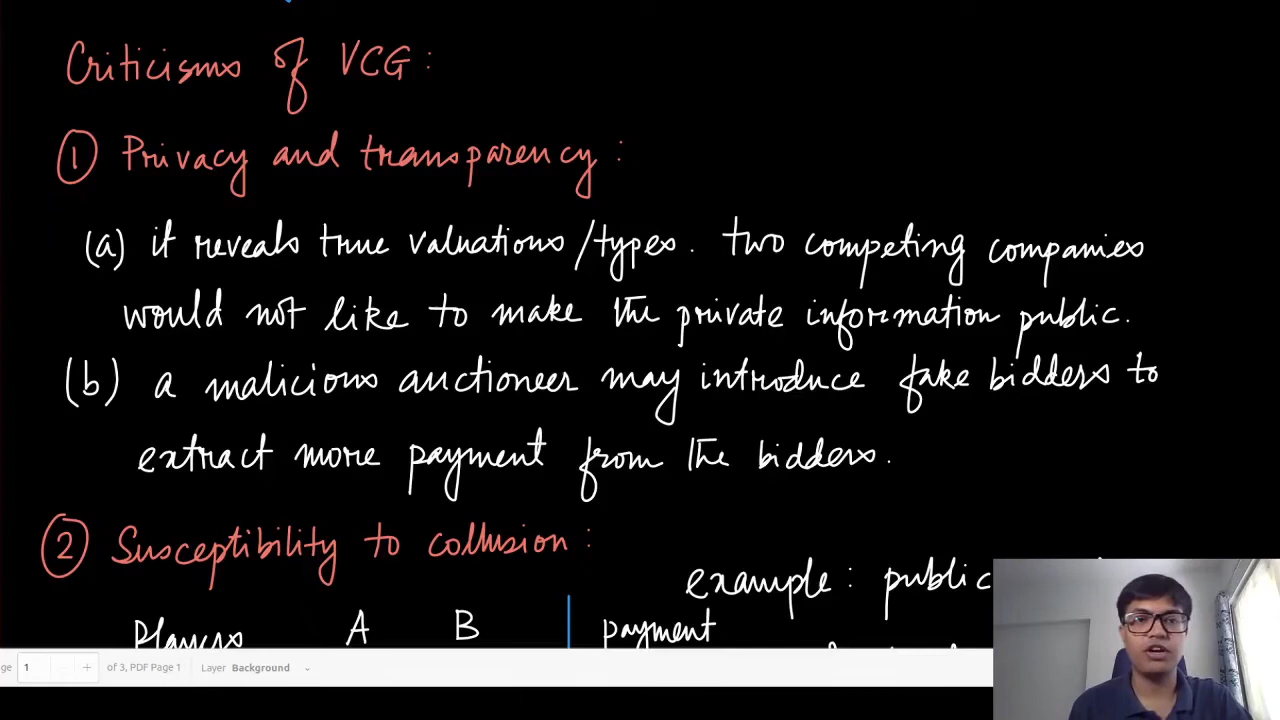 Criticisms of VCG:
① Privacy and transparency:
(a) it reveals true valuations/types. two competing companies
would not like to make the private information public.
(b) a malicious auctioneer may introduce fake bidders to
extract more payment from the bidders.
② Susceptibility to collusion:
example: public
Players A B payment
ge 1 - + of 3, PDF Page 1 Layer Background